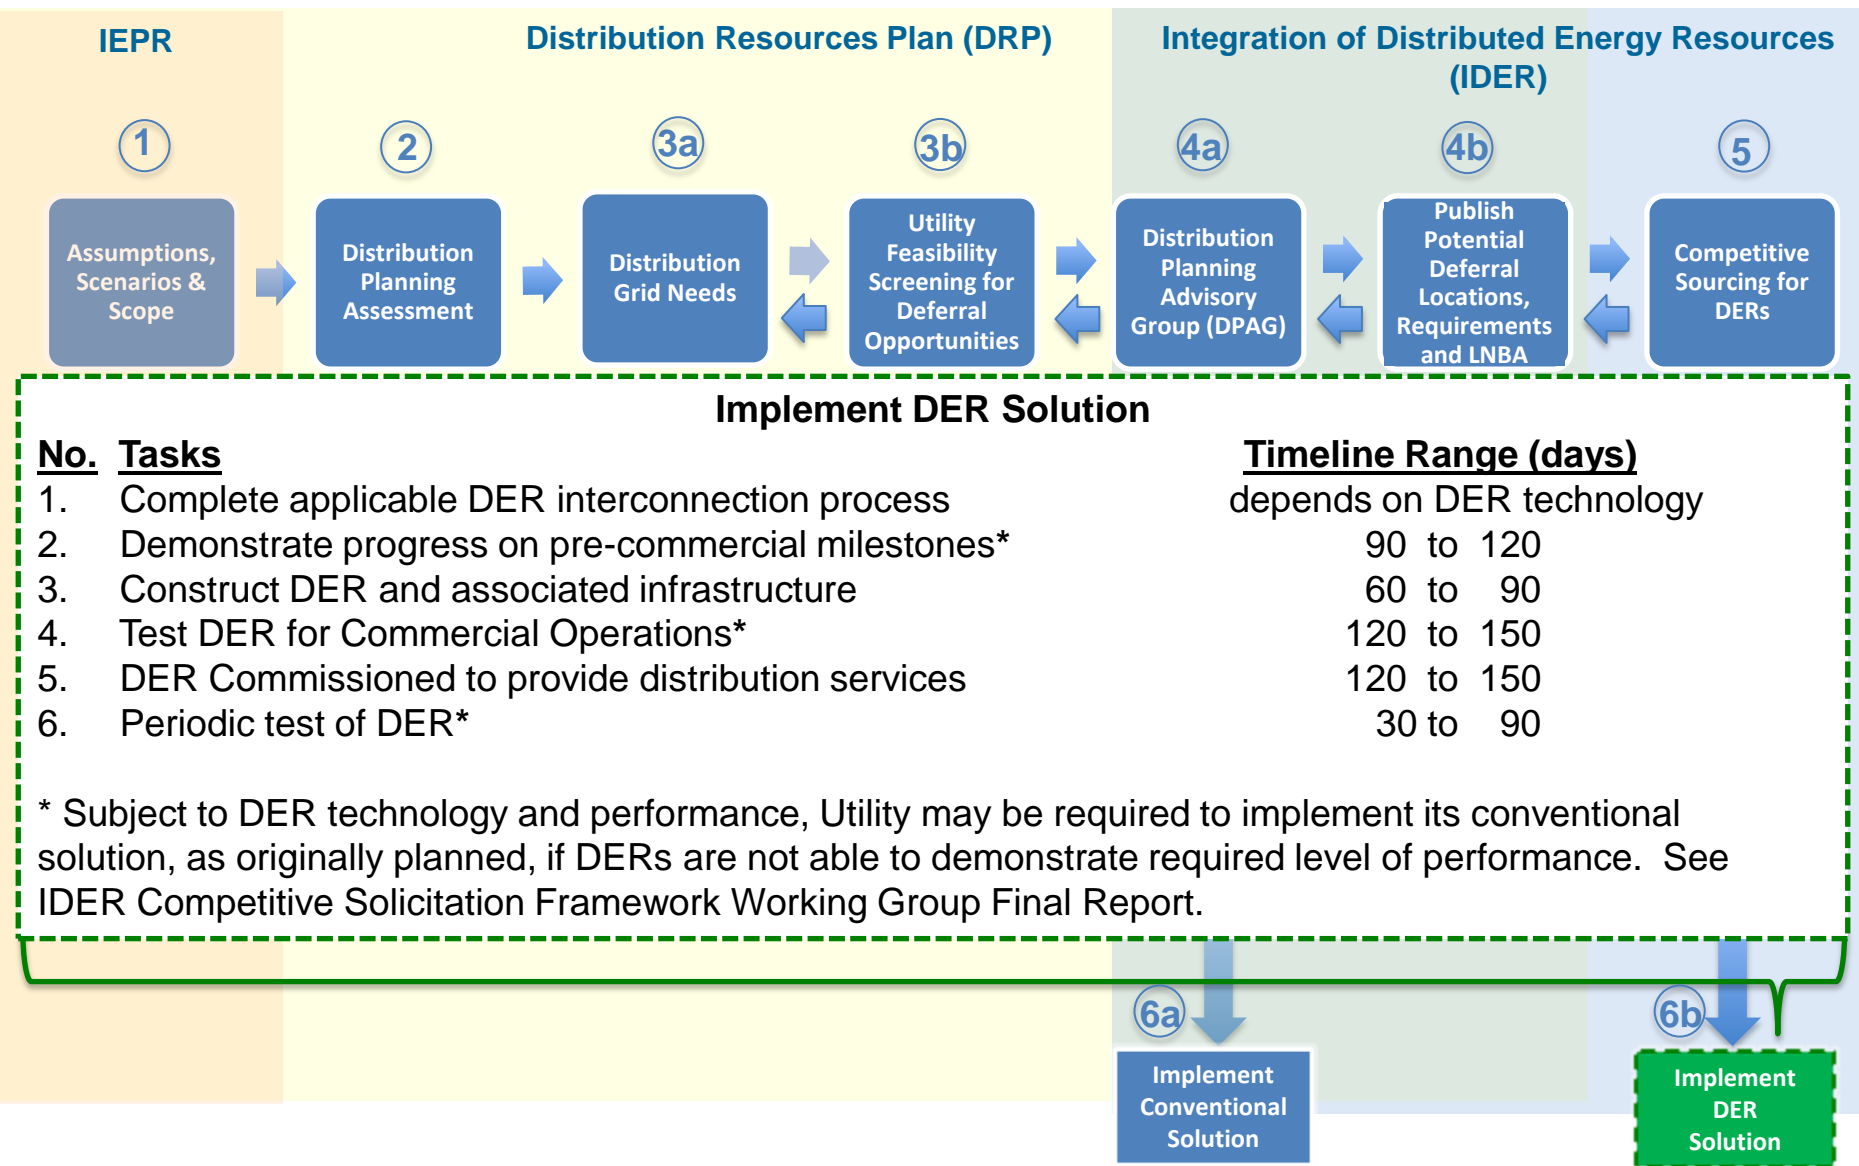 IEPR
Distribution Resources Plan (DRP)
Integration of Distributed Energy Resources
(IDER)
1
2
3a
3b
4a
4b
5
Assumptions,
Scenarios &
Scope
Distribution
Planning
Assessment
Distribution
Grid Needs
Utility
Feasibility
Screening for
Deferral
Opportunities
Distribution
Planning
Advisory
Group (DPAG)
Publish
Potential
Deferral
Locations,
Requirements
and LNBA
Competitive
Sourcing for
DERs
Implement DER Solution
No. Tasks Timeline Range (days)
1. Complete applicable DER interconnection process depends on DER technology
2. Demonstrate progress on pre-commercial milestones* 90 to 120
3. Construct DER and associated infrastructure 60 to 90
4. Test DER for Commercial Operations* 120 to 150
5. DER Commissioned to provide distribution services 120 to 150
6. Periodic test of DER* 30 to 90
* Subject to DER technology and performance, Utility may be required to implement its conventional
solution, as originally planned, if DERs are not able to demonstrate required level of performance. See
IDER Competitive Solicitation Framework Working Group Final Report.
6a
Implement
Conventional
Solution
6b
Implement
DER
Solution